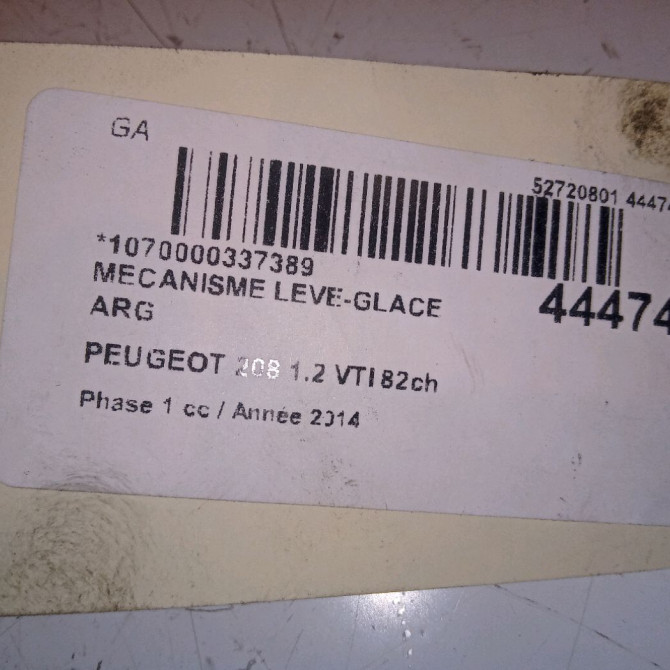 GA
52720801 4447
*1070000337389
44474
MECANISME LEVE-GLACE
ARG
PEUGEOT 208 1.2 VTI 82ch
Phase 1 cc / Année 2014